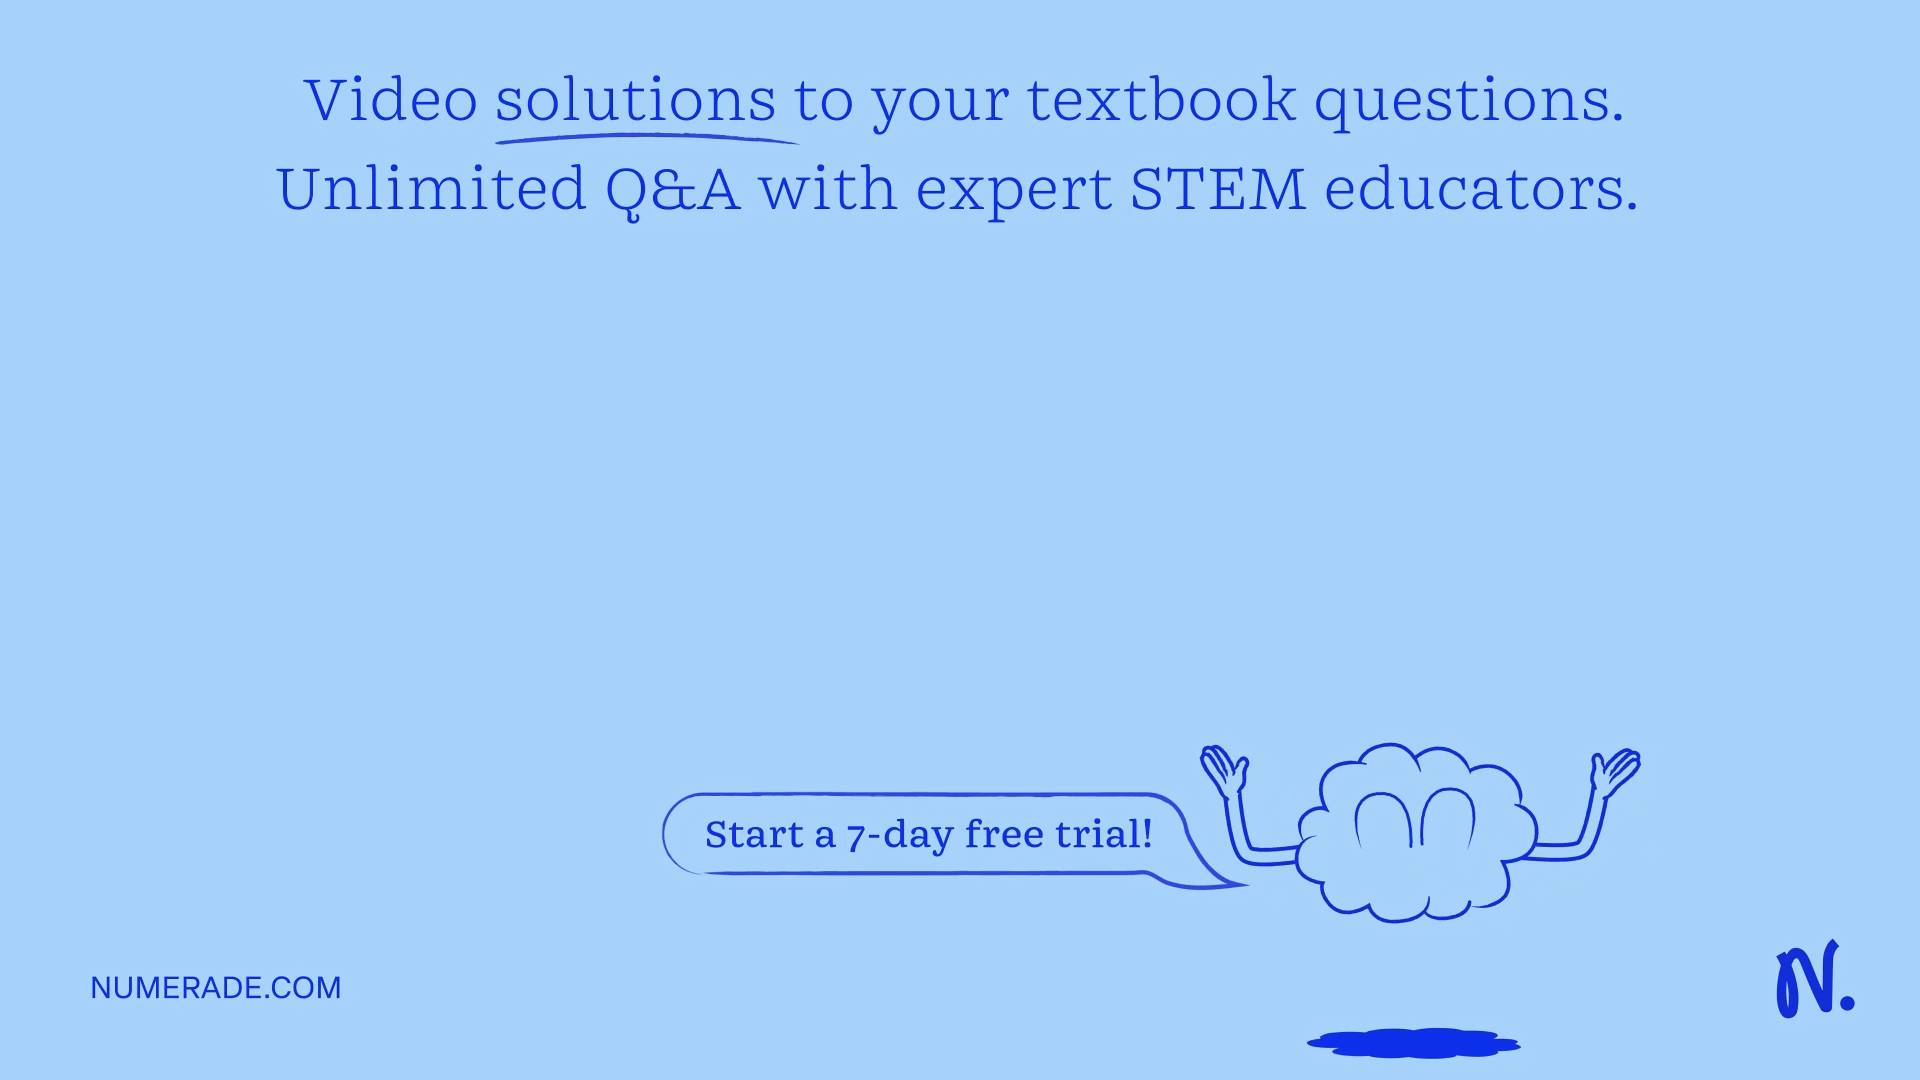 Video solutions to your textbook questions.
Unlimited Q&A with expert STEM educators.
Start a 7-day free trial!
NUMERADE.COM
N.